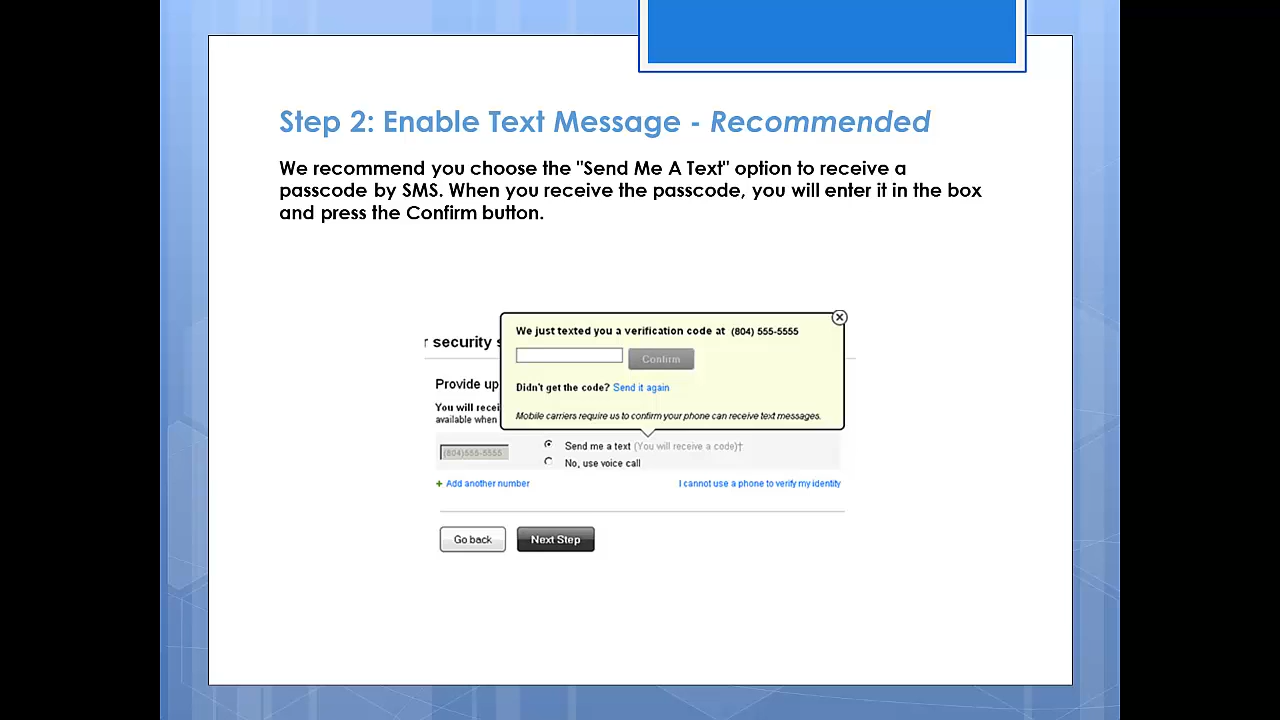 Step 2: Enable Text Message - Recommended
We recommend you choose the "Send Me A Text" option to receive a
passcode by SMS. When you receive the passcode, you will enter it in the box
and press the Confirm button.
We just texted you a verification code at (804) 555-5555
r security s
Confirm
Provide up
Didn't get the code? Send it again
You will recei
available when
Mobile carriers require us to confirm your phone can receive text messages.
(804)555-5555
Send me a text (You will receive a code)†
No, use voice call
+ Add another number
I cannot use a phone to verify my identity
Go back
Next Step